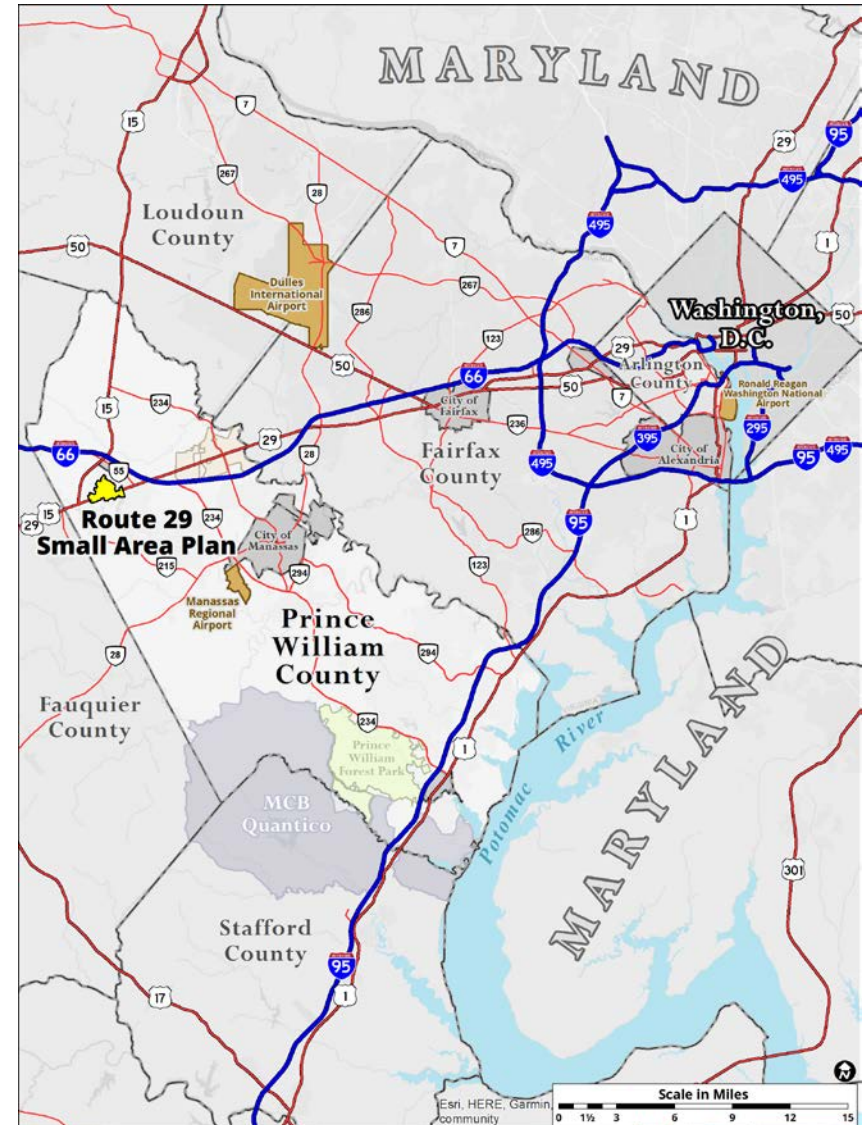 MARYLAND
7
15
29
95
267
495
28
495
Loudoun
County
50
7
1
Dulles
International
Airport
267
286
Washington,
D.C.
50
123
29
50
66
Arlington
County
15
234
City of
Fairfax
50
7
Ronald Reagan
Washington National
Airport
29
236
395
295
66
55
28
Fairfax
County
495
City of
Alexandria
95
495
29
15
Route 29
Small Area Plan
234
City of
Manassas
95
1
286
215
294
123
Manassas
Regional
Airport
Prince
William
County
28
294
Fauquier
County
234
Prince
William
Forest Park
1
Potomac
River
MARYLAND
MCB
Quantico
301
Stafford
County
95
17
1
N
Esri, HERE, Garmin,
community
Scale in Miles
0 1½ 3 6 9 12 15